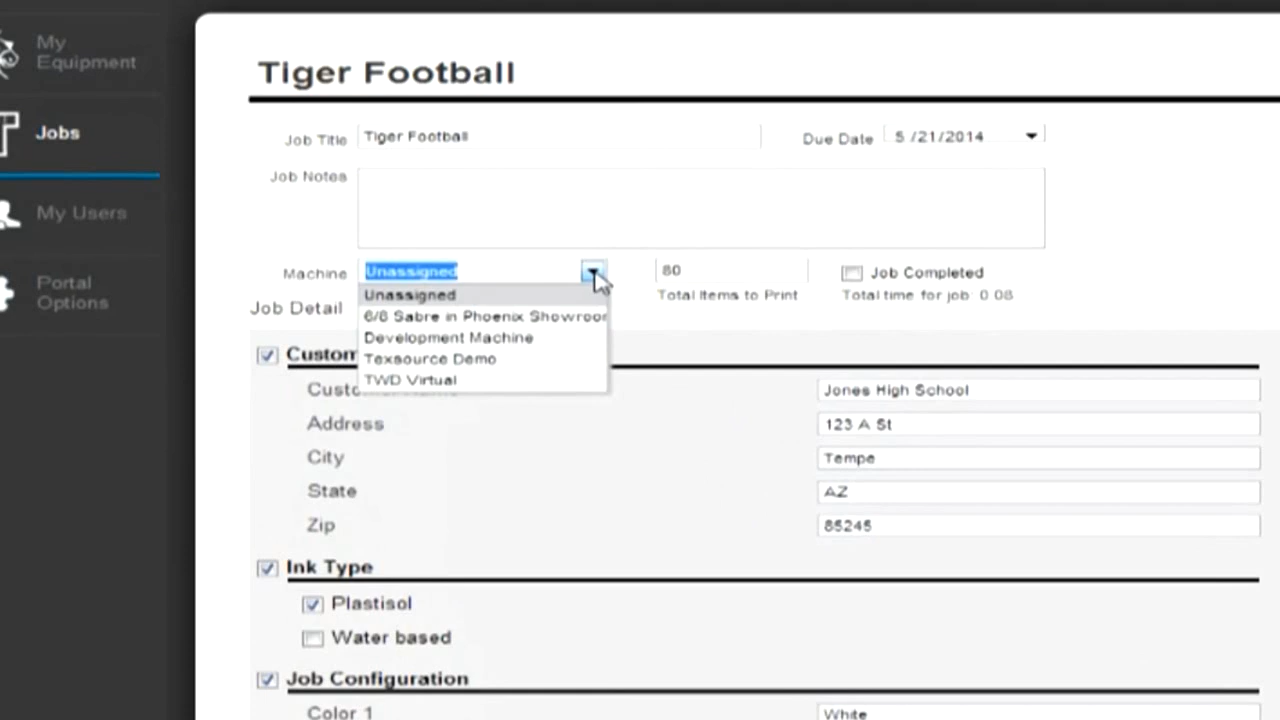 My
Equipment
Jobs
My Users
Portal
Options
Tiger Football
Job Title Tiger Football Due Date 5 /21/2014
Job Notes
Machine Unassigned 80 Job Completed
Total Items to Print Total time for job: 0.08
Job Detail
Unassigned
6/8 Sabre in Phoenix Showroor
Development Machine
Texsource Demo
TWD Virtual
Custom
Jones High School
Address 123 A St
City Tempe
State AZ
Zip 85245
Ink Type
Plastisol
Water based
Job Configuration
Color 1 White